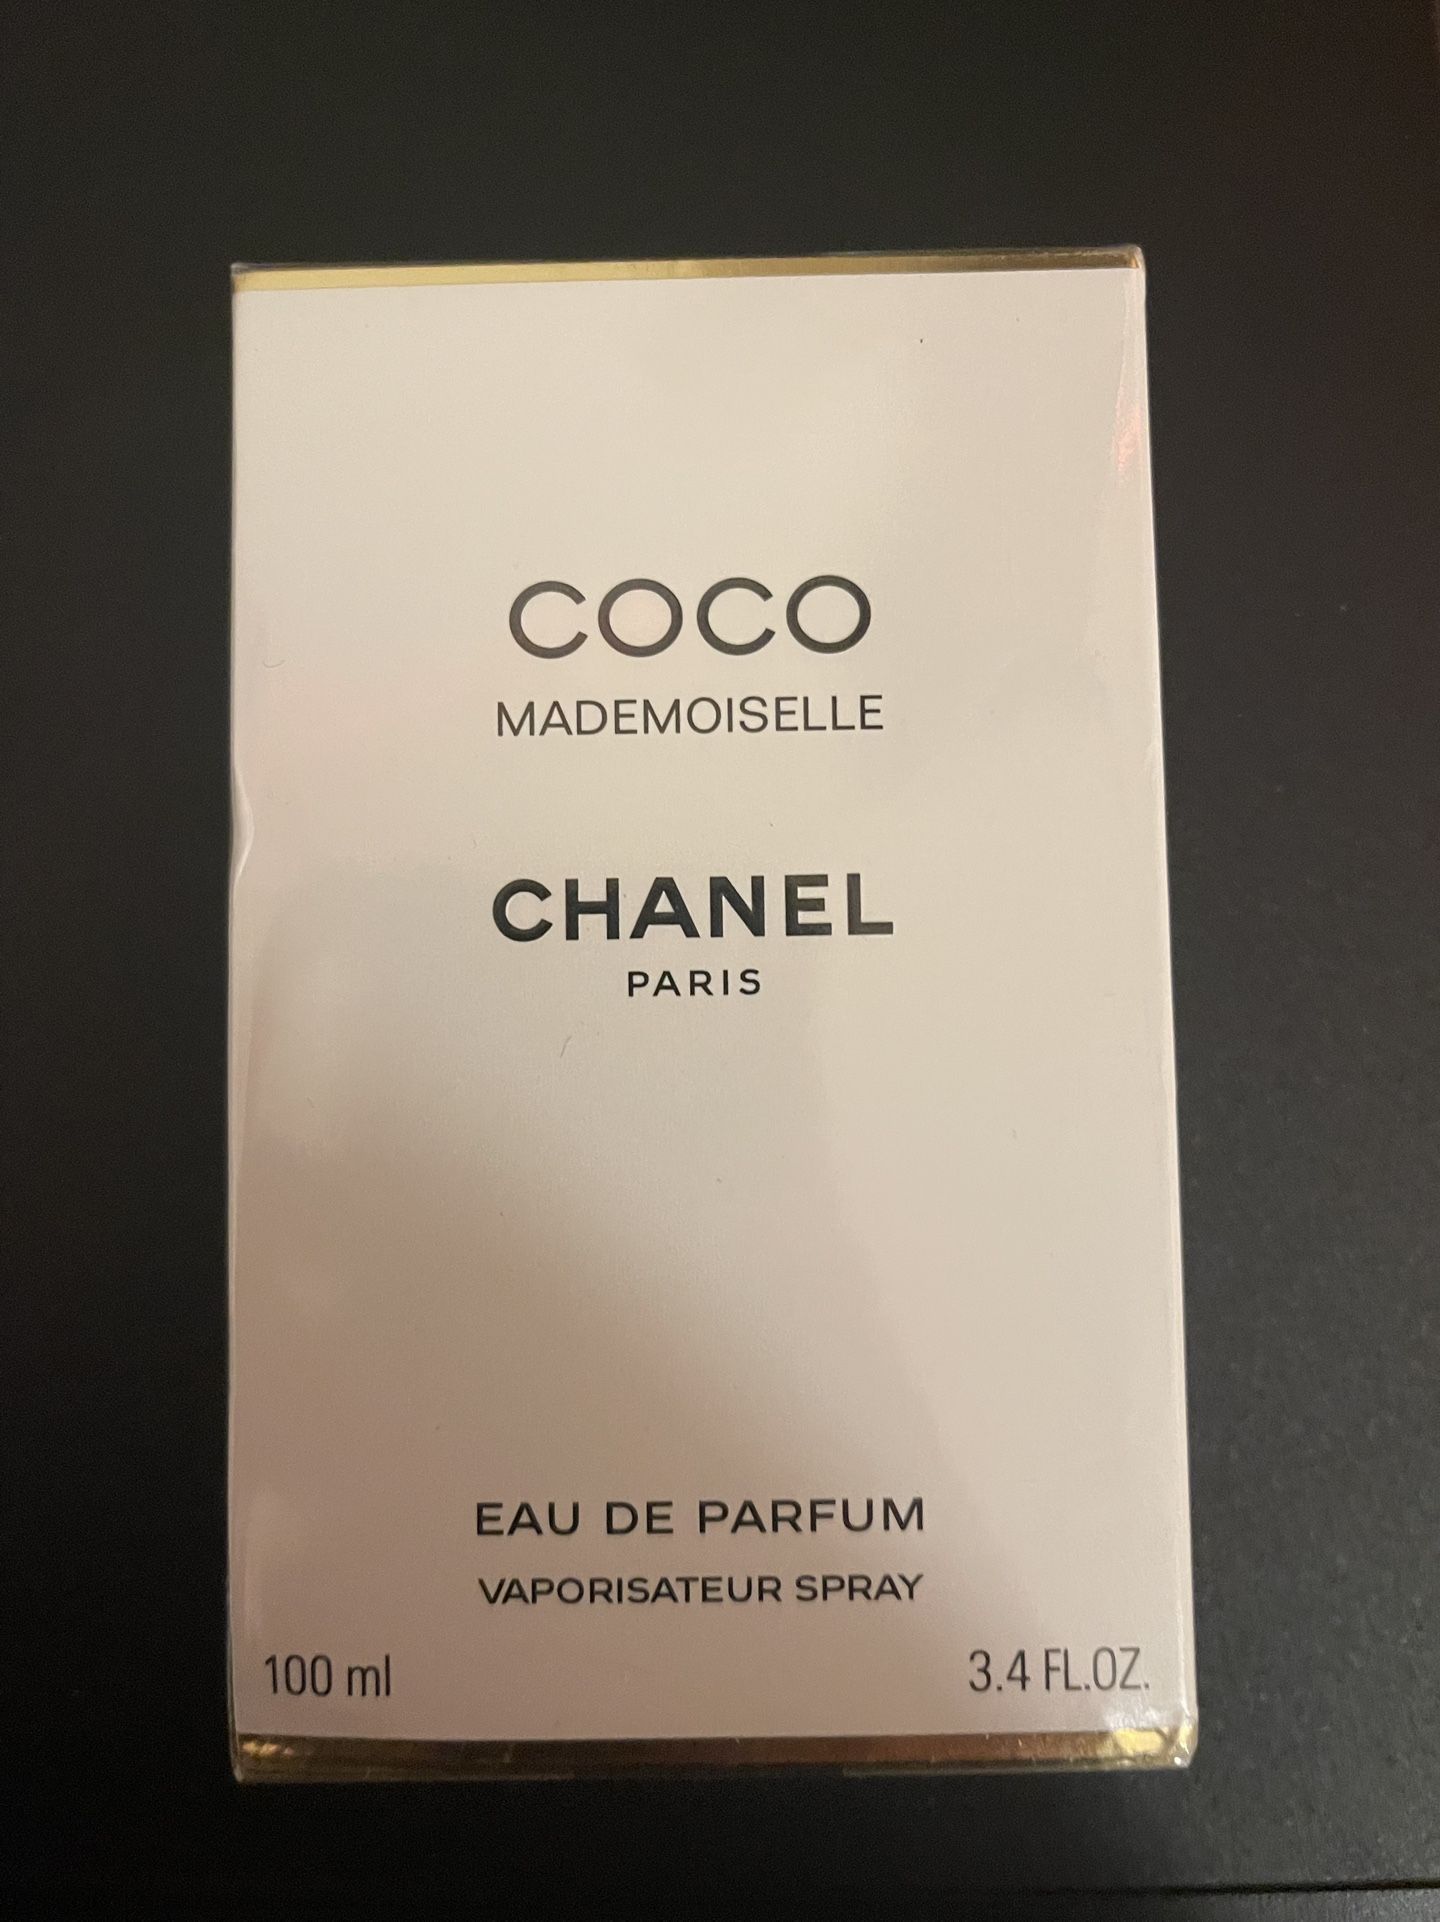 COCO
MADEMOISELLE
CHANEL
PARIS
EAU DE PARFUM
VAPORISATEUR SPRAY
100 ml 3.4 FL.OZ.